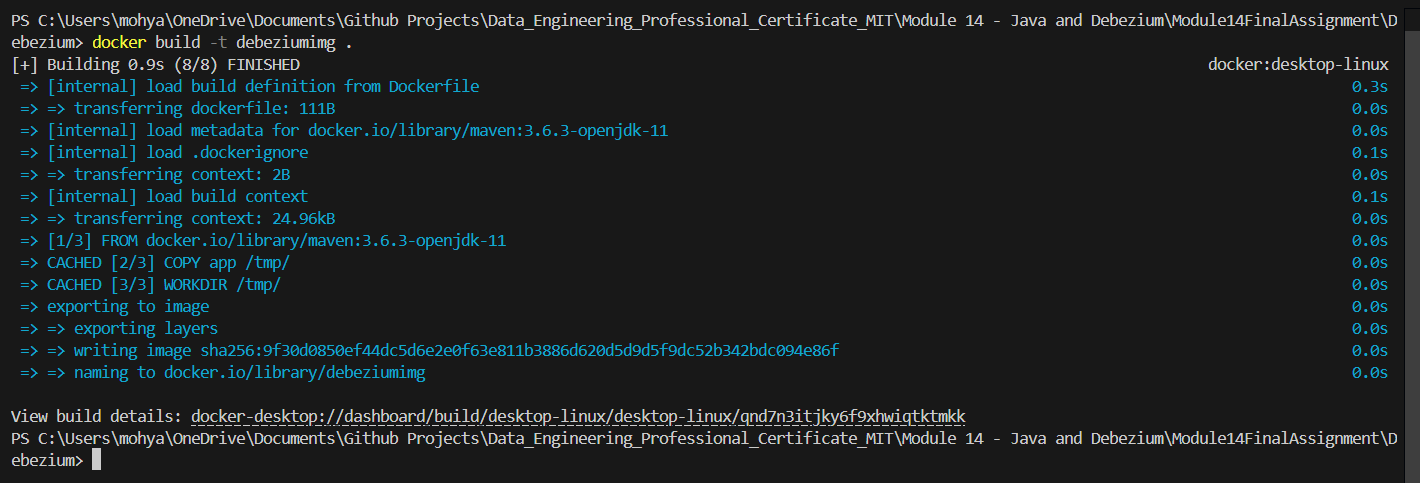 PS C:\Users\mohya\OneDrive\Documents\Github Projects\Data_Engineering_Professional_Certificate_MIT\Module 14 - Java and Debezium\Module14FinalAssignment\D
ebezium> docker build -t debeziumimg .
[+] Building 0.9s (8/8) FINISHED docker:desktop-linux
=> [internal] load build definition from Dockerfile 0.3s
=> => transferring dockerfile: 111B 0.0s
=> [internal] load metadata for docker.io/library/maven:3.6.3-openjdk-11 0.0s
=> [internal] load .dockerignore 0.1s
=> => transferring context: 2B 0.0s
=> [internal] load build context 0.1s
=> => transferring context: 24.96kB 0.0s
=> [1/3] FROM docker.io/library/maven:3.6.3-openjdk-11 0.0s
=> CACHED [2/3] COPY app /tmp/ 0.0s
=> CACHED [3/3] WORKDIR /tmp/ 0.0s
=> exporting to image 0.0s
=> => exporting layers 0.0s
=> => writing image sha256:9f30d0850ef44dc5d6e2e0f63e811b3886d620d5d9d5f9dc52b342bdc094e86f 0.0s
=> => naming to docker.io/library/debeziumimg 0.0s
View build details: docker-desktop://dashboard/build/desktop-linux/desktop-linux/qnd7n3itjky6f9xhwiqtktmkk
PS C:\Users\mohya\OneDrive\Documents\Github Projects\Data_Engineering_Professional_Certificate_MIT\Module 14 - Java and Debezium\Module14FinalAssignment\D
ebezium>